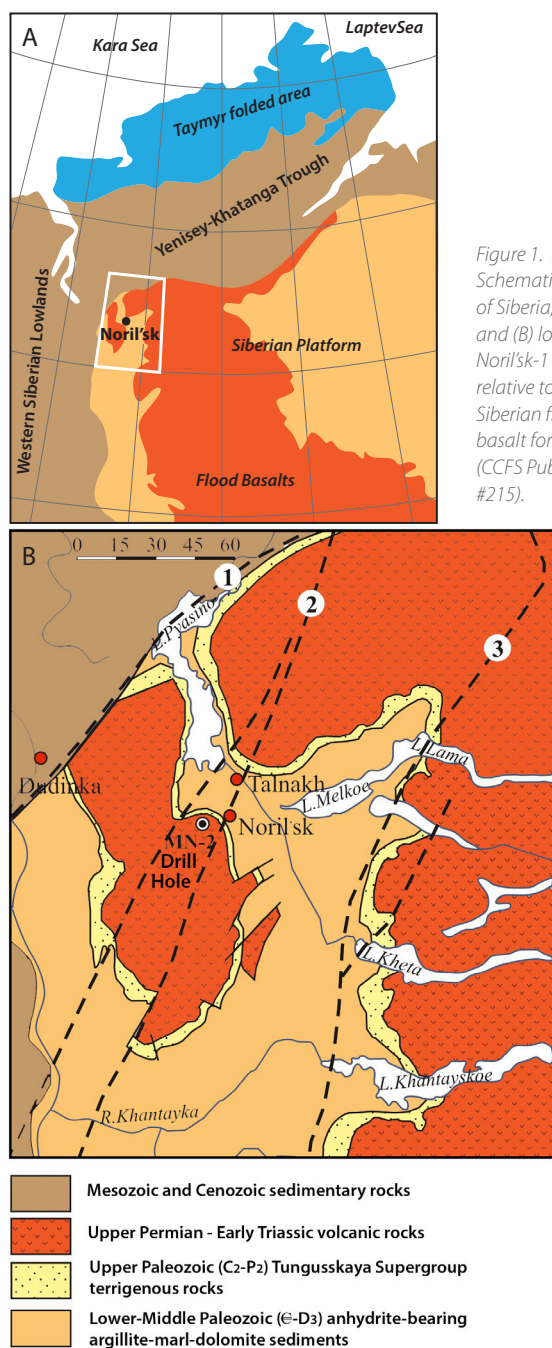 A
Kara Sea
LaptevSea
Taymyr folded area
Yenisey-Khatanga Trough
Western Siberian Lowlands
Noril'sk
Siberian Platform
Flood Basalts
Figure 1.
Schemati
of Siberia,
and (B) lo
Noril'sk-1
relative to
Siberian f
basalt for
(CCFS Pub
#215).
B
0 15 30 45 60
1
2
3
L.Pyasino
Dudinka
Talnakh
L.Lama
L.Melkoe
Noril'sk
MN-2
Drill
Hole
L.Kheta
L.Khantayskoe
R.Khantayka
Mesozoic and Cenozoic sedimentary rocks
Upper Permian - Early Triassic volcanic rocks
Upper Paleozoic (C2-P2) Tungusskaya Supergroup
terrigenous rocks
Lower-Middle Paleozoic (Є-D3) anhydrite-bearing
argillite-marl-dolomite sediments